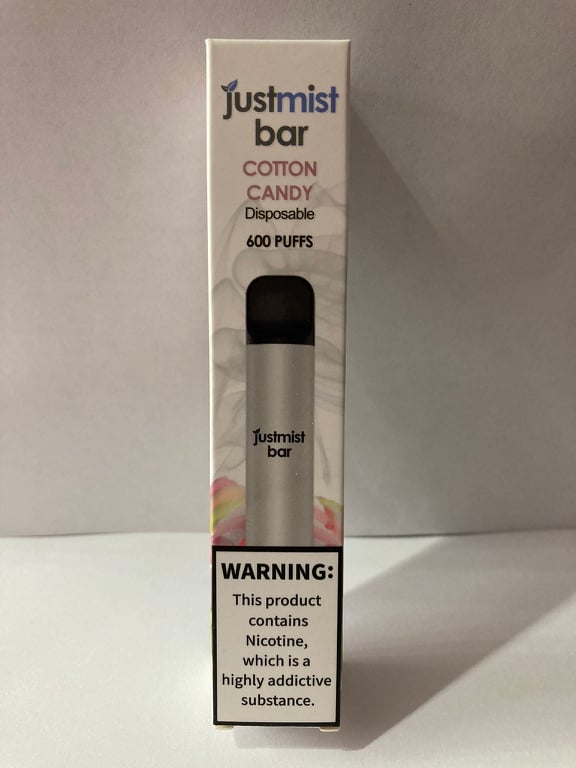 justmist
bar
COTTON
CANDY
Disposable
600 PUFFS
justmist
bar
WARNING:
This product
contains
Nicotine,
which is a
highly addictive
substance.